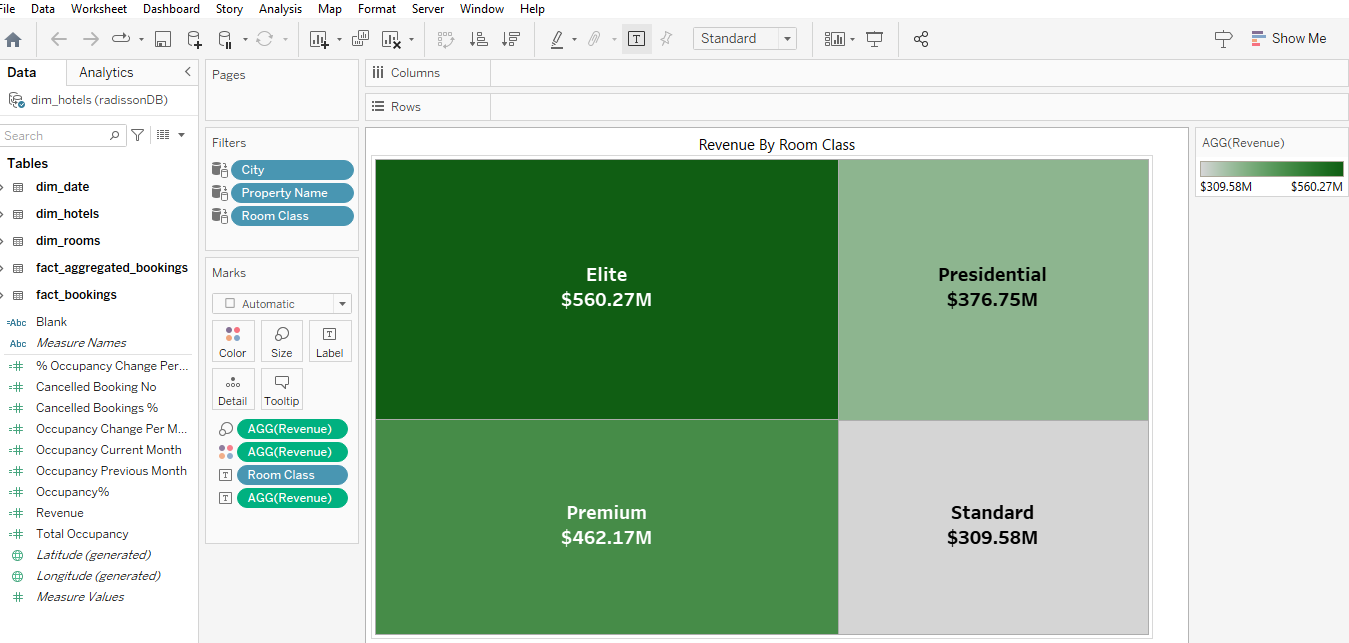 File Data Worksheet Dashboard Story Analysis Map Format Server Window Help
Standard
Show Me
Data Analytics
dim_hotels (radissonDB)
Search
Tables
dim_date
dim_hotels
dim_rooms
fact_aggregated_bookings
fact_bookings
Abc Blank
Abc Measure Names
% Occupancy Change Per...
Cancelled Booking No
Cancelled Bookings %
Occupancy Change Per M...
Occupancy Current Month
Occupancy Previous Month
Occupancy%
Revenue
Total Occupancy
Latitude (generated)
Longitude (generated)
Measure Values
Pages
Filters
City
Property Name
Room Class
Marks
Automatic
Color Size Label
Detail Tooltip
AGG(Revenue)
AGG(Revenue)
Room Class
AGG(Revenue)
Columns
Rows
Revenue By Room Class
Elite
$560.27M
Presidential
$376.75M
Premium
$462.17M
Standard
$309.58M
AGG(Revenue)
$309.58M $560.27M